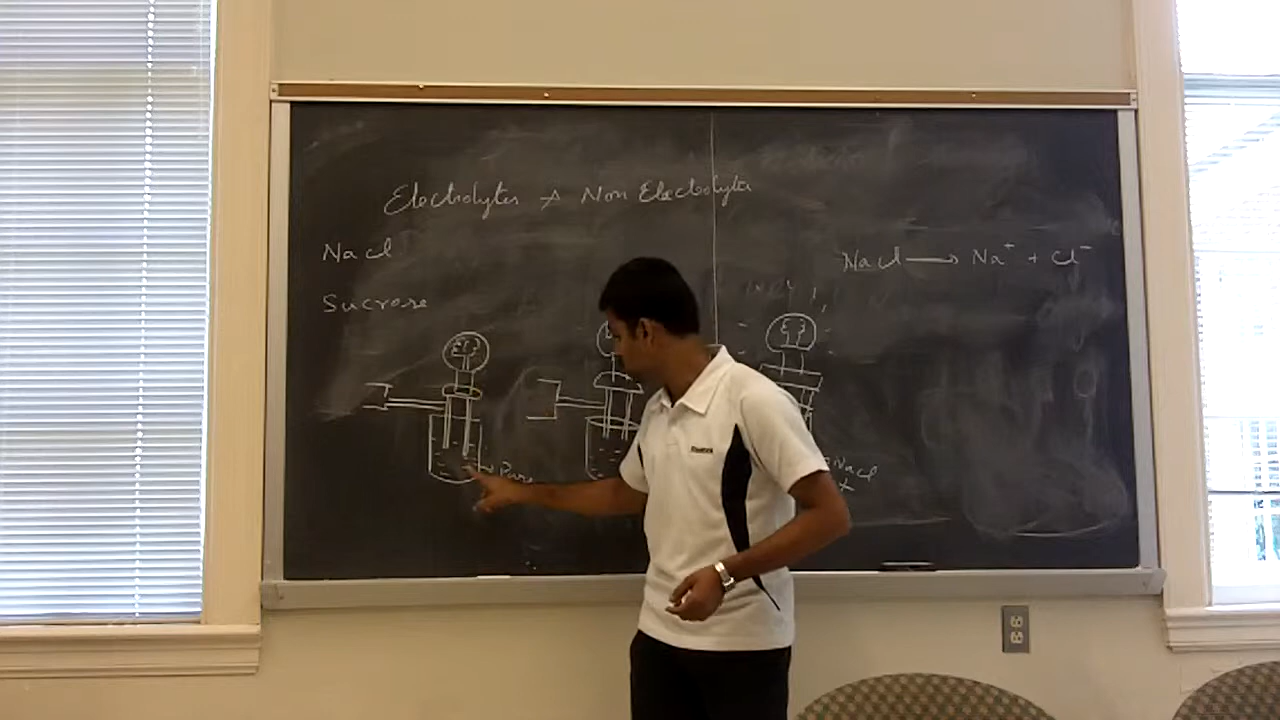 Electrolytes & Non Electrolytes
NaCl
Sucrose
NaCl → Na⁺ + Cl⁻
Pure
NaCl
+